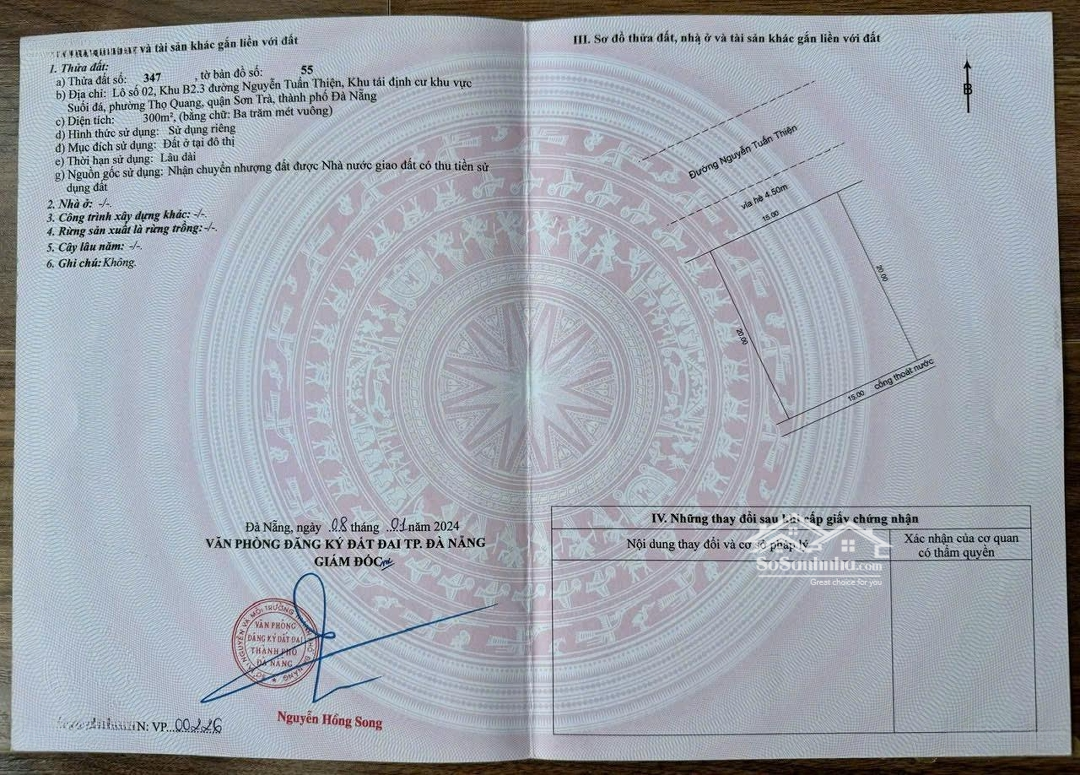 và tài sản khác gắn liền với đất
1. Thửa đất:
a) Thửa đất số: 347 , tờ bản đồ số: 55
b) Địa chỉ: Lô số 02, Khu B2.3 đường Nguyễn Tuấn Thiện, Khu tái định cư khu vực
Suối đá, phường Thọ Quang, quận Sơn Trà, thành phố Đà Nẵng
c) Diện tích: 300m², (bằng chữ: Ba trăm mét vuông)
d) Hình thức sử dụng: Sử dụng riêng
đ) Mục đích sử dụng: Đất ở tại đô thị
e) Thời hạn sử dụng: Lâu dài
g) Nguồn gốc sử dụng: Nhận chuyển nhượng đất được Nhà nước giao đất có thu tiền sử
dụng đất
2. Nhà ở: -/-.
3. Công trình xây dựng khác: -/-.
4. Rừng sản xuất là rừng trồng: -/-.
5. Cây lâu năm: -/-.
6. Ghi chú: Không.
Đà Nẵng, ngày 08 tháng 01 năm 2024
VĂN PHÒNG ĐĂNG KÝ ĐẤT ĐAI TP. ĐÀ NẴNG
GIÁM ĐỐC
VĂN PHÒNG
ĐĂNG KÝ ĐẤT ĐAI
THÀNH PHỐ
ĐÀ NẴNG
Nguyễn Hồng Song
N: VP...00226
III. Sơ đồ thửa đất, nhà ở và tài sản khác gắn liền với đất
B
Đường Nguyễn Tuấn Thiện
vỉa hè 4.50m
15.00
20.00
20.00
15.00 cống thoát nước
IV. Những thay đổi sau khi cấp giấy chứng nhận
Nội dung thay đổi và cơ sở pháp lý
Xác nhận của cơ quan
có thẩm quyền
SoSanNha.com
Great choice for you